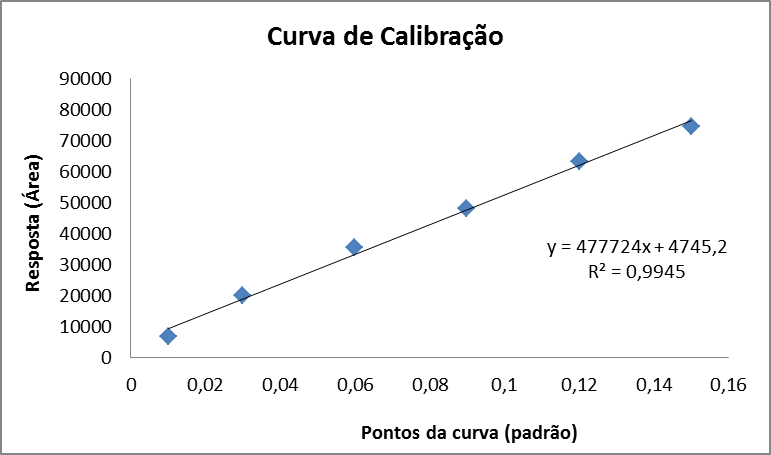 Curva de Calibração
90000
80000
70000
60000
50000
40000
30000
20000
10000
0
Resposta (Área)
y = 477724x + 4745,2
R² = 0,9945
0 0,02 0,04 0,06 0,08 0,1 0,12 0,14 0,16
Pontos da curva (padrão)